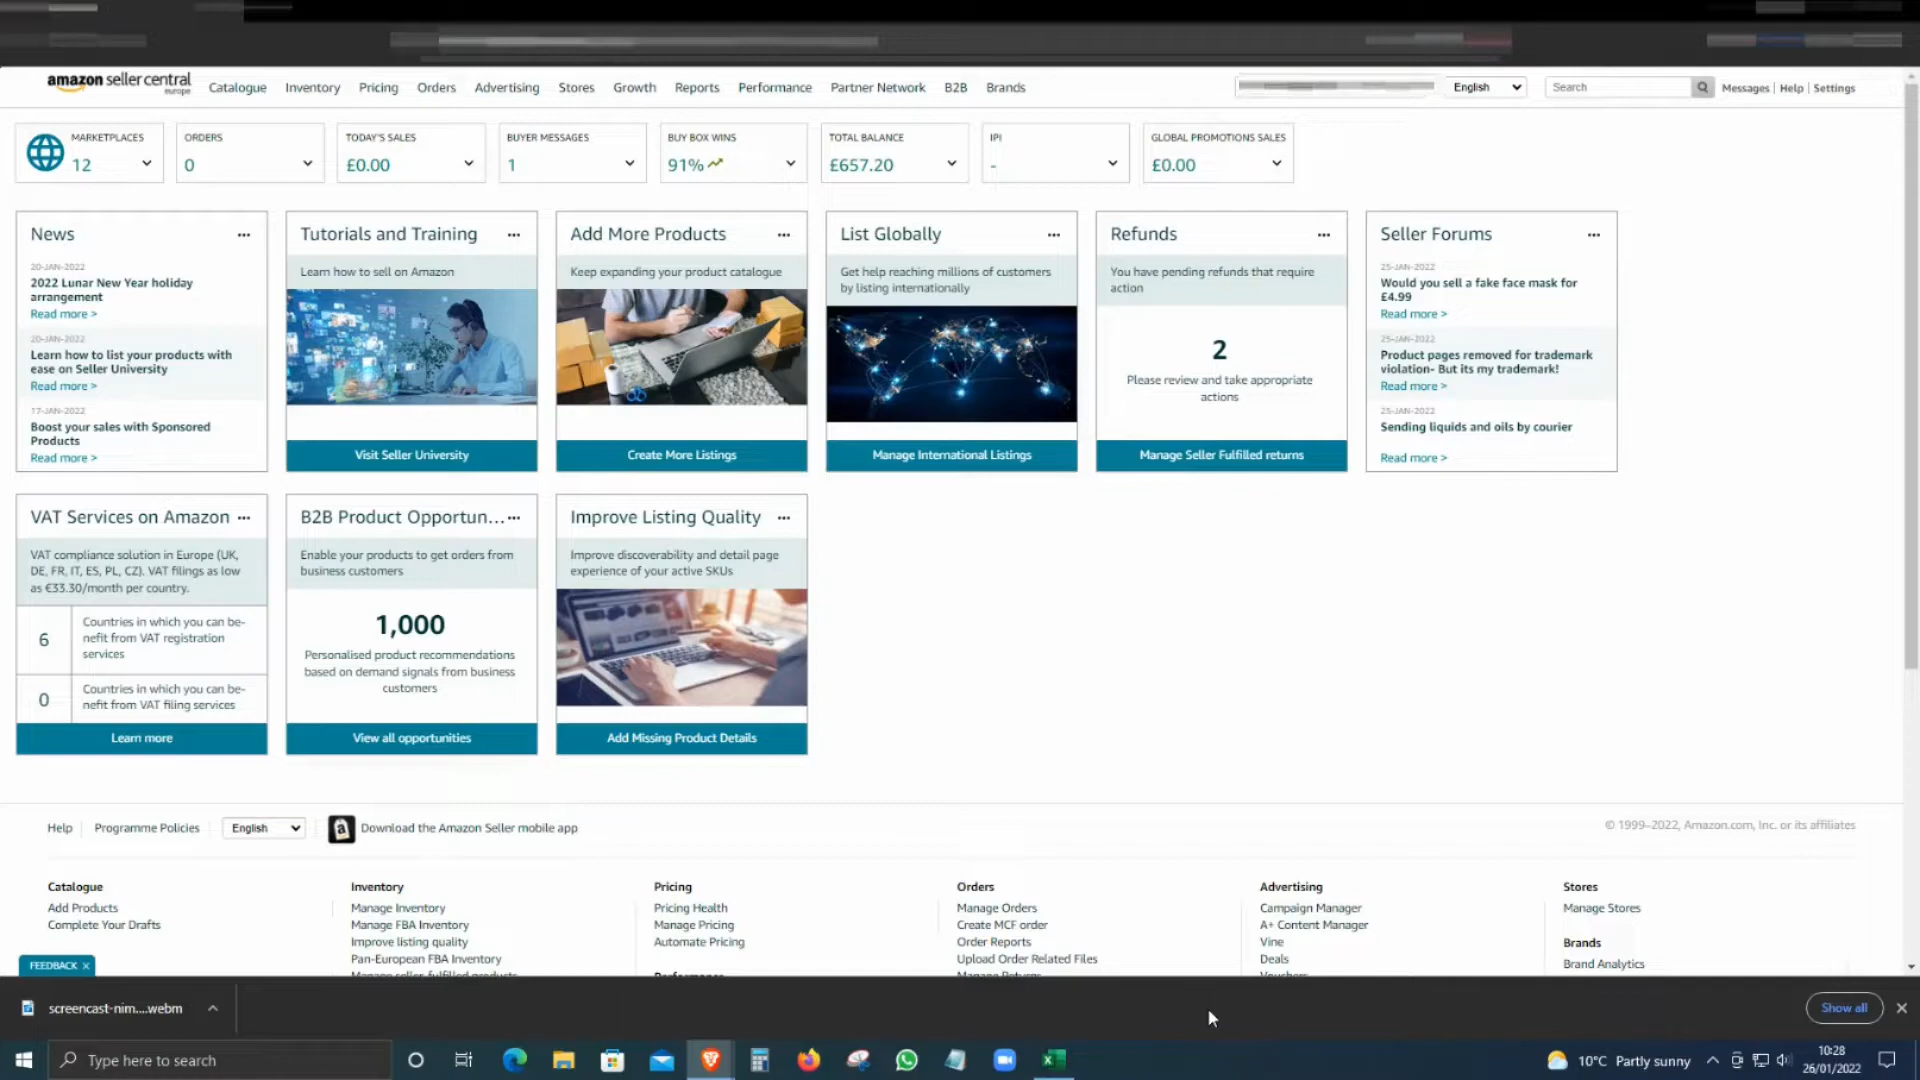 amazon seller central
europe
Catalogue Inventory Pricing Orders Advertising Stores Growth Reports Performance Partner Network B2B Brands
English
Search
Messages | Help | Settings
MARKETPLACES
12
ORDERS
0
TODAY'S SALES
£0.00
BUYER MESSAGES
1
BUY BOX WINS
91%
TOTAL BALANCE
£657.20
IPI
-
GLOBAL PROMOTIONS SALES
£0.00
News
20-JAN-2022
2022 Lunar New Year holiday
arrangement
Read more >
20-JAN-2022
Learn how to list your products with
ease on Seller University
Read more >
17-JAN-2022
Boost your sales with Sponsored
Products
Read more >
Tutorials and Training
Learn how to sell on Amazon
Visit Seller University
Add More Products
Keep expanding your product catalogue
Create More Listings
List Globally
Get help reaching millions of customers
by listing internationally
Manage International Listings
Refunds
You have pending refunds that require
action
2
Please review and take appropriate
actions
Manage Seller Fulfilled returns
Seller Forums
25-JAN-2022
Would you sell a fake face mask for
£4.99
Read more >
25-JAN-2022
Product pages removed for trademark
violation- But its my trademark!
Read more >
25-JAN-2022
Sending liquids and oils by courier
Read more >
VAT Services on Amazon
VAT compliance solution in Europe (UK,
DE, FR, IT, ES, PL, CZ). VAT filings as low
as €33.30/month per country.
6
Countries in which you can be-
nefit from VAT registration
services
0
Countries in which you can be-
nefit from VAT filing services
Learn more
B2B Product Opportun...
Enable your products to get orders from
business customers
1,000
Personalised product recommendations
based on demand signals from business
customers
View all opportunities
Improve Listing Quality
Improve discoverability and detail page
experience of your active SKUs
Add Missing Product Details
Help Programme Policies English Download the Amazon Seller mobile app
© 1999-2022, Amazon.com, Inc. or its affiliates
Catalogue
Add Products
Complete Your Drafts
Inventory
Manage Inventory
Manage FBA Inventory
Improve listing quality
Pan-European FBA Inventory
Manage seller-fulfilled products
Pricing
Pricing Health
Manage Pricing
Automate Pricing
Performance
Orders
Manage Orders
Create MCF order
Order Reports
Upload Order Related Files
Manage Returns
Advertising
Campaign Manager
A+ Content Manager
Vine
Deals
Vouchers
Stores
Manage Stores
Brands
Brand Analytics
FEEDBACK ×
screencast-nim....webm
Show all
Type here to search
10°C Partly sunny
10:28
26/01/2022